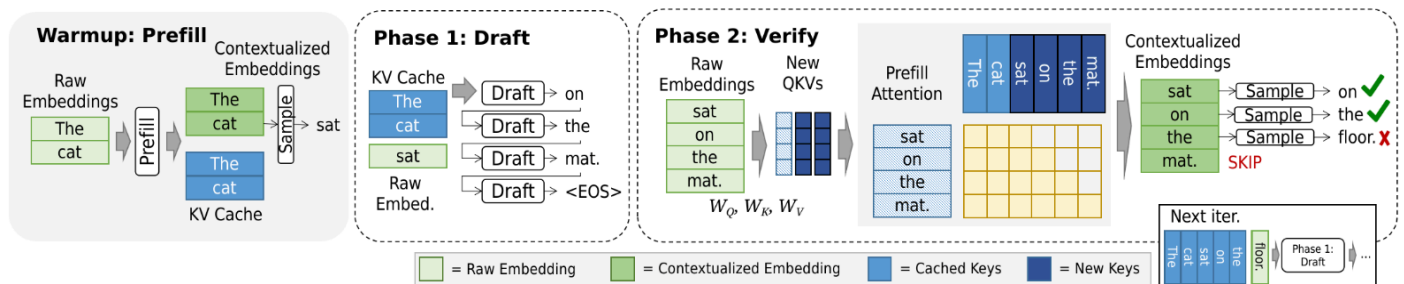 Warmup: Prefill
Raw
Embeddings
The
cat
Prefill
Contextualized
Embeddings
The
cat
Sample
sat
The
cat
KV Cache
Phase 1: Draft
KV Cache
The
cat
sat
Raw
Embed.
Draft
on
Draft
the
Draft
mat.
Draft
<EOS>
Phase 2: Verify
Raw
Embeddings
sat
on
the
mat.
New
QKVs
W_Q, W_K, W_V
Prefill
Attention
The
cat
sat
on
the
mat.
sat
on
the
mat.
Contextualized
Embeddings
sat
on
the
mat.
Sample
on
Sample
the
Sample
floor.
SKIP
Next iter.
The
cat
sat
on
the
floor.
Phase 1:
Draft
...
= Raw Embedding
= Contextualized Embedding
= Cached Keys
= New Keys